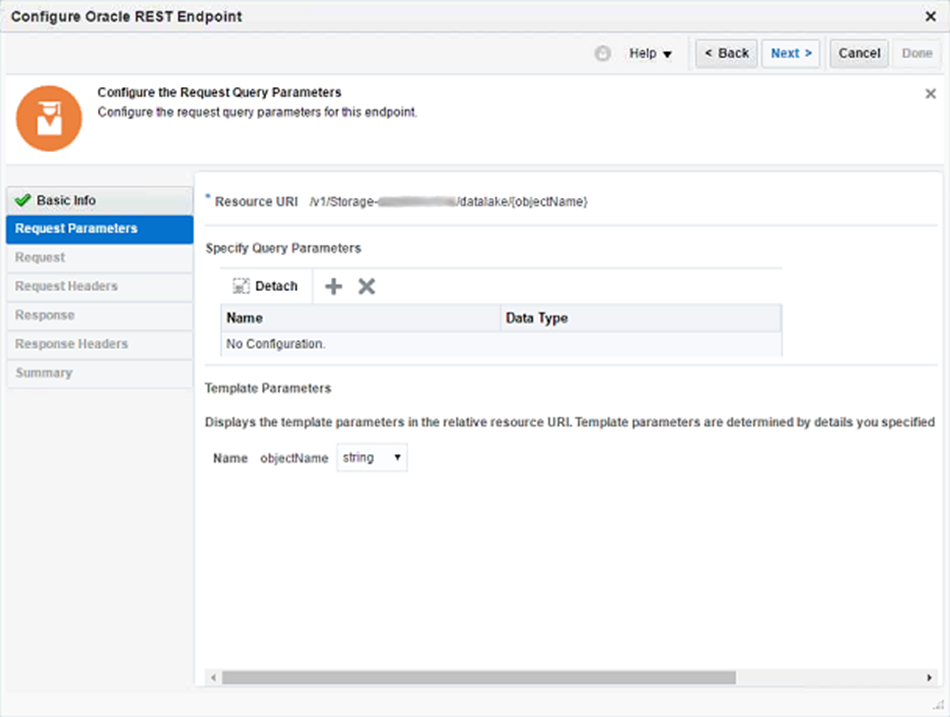 Configure Oracle REST Endpoint
Help
< Back
Next >
Cancel
Done
Configure the Request Query Parameters
Configure the request query parameters for this endpoint.
Basic Info
Request Parameters
Request
Request Headers
Response
Response Headers
Summary
* Resource URI /v1/Storage- /datalake/{objectName}
Specify Query Parameters
Detach
Name Data Type
No Configuration.
Template Parameters
Displays the template parameters in the relative resource URI. Template parameters are determined by details you specified
Name objectName string